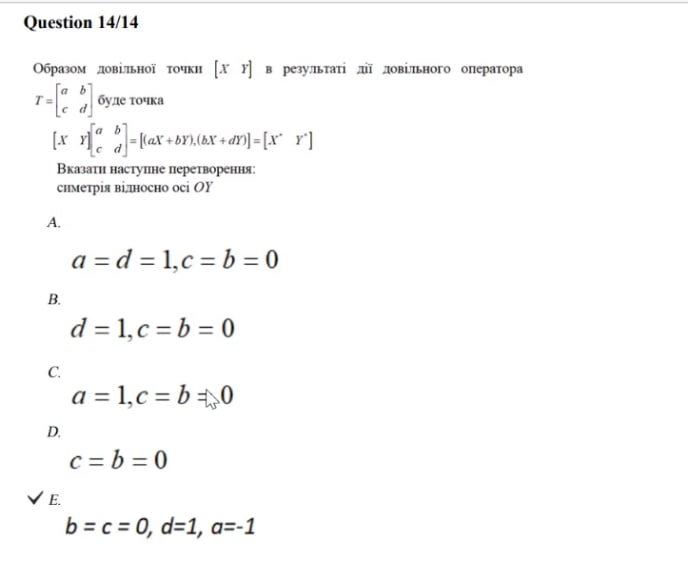 Question 14/14
Образом довільної точки [X Y] в результаті дії довільного оператора
T = [a b
c d] буде точка
[X Y][a b
c d] = [(aX + bY),(bX + dY)] = [X* Y*]
Вказати наступне перетворення:
симетрія відносно осі OY
A.
a = d = 1, c = b = 0
B.
d = 1, c = b = 0
C.
a = 1, c = b = 0
D.
c = b = 0
E.
b = c = 0, d=1, a=-1